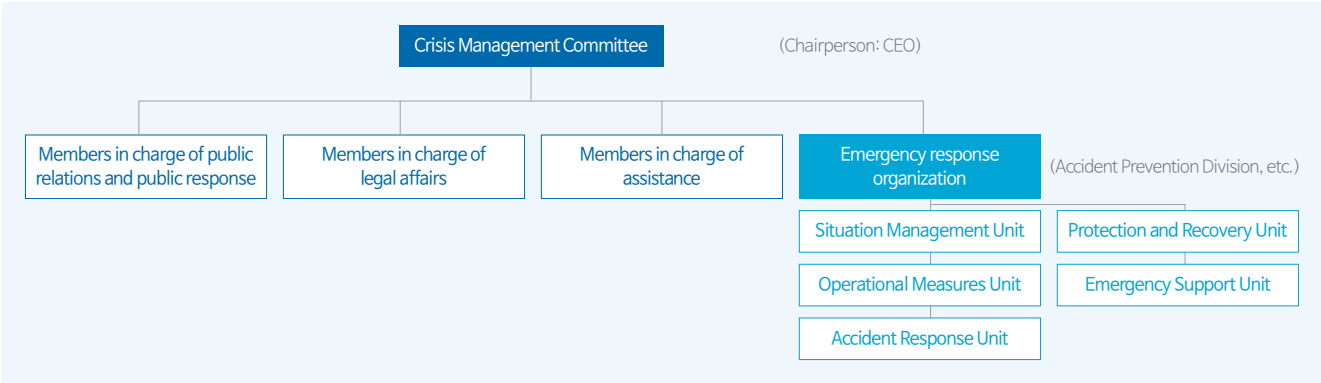 Crisis Management Committee
(Chairperson: CEO)
Members in charge of public
relations and public response
Members in charge of
legal affairs
Members in charge of
assistance
Emergency response
organization
(Accident Prevention Division, etc.)
Situation Management Unit
Protection and Recovery Unit
Operational Measures Unit
Emergency Support Unit
Accident Response Unit